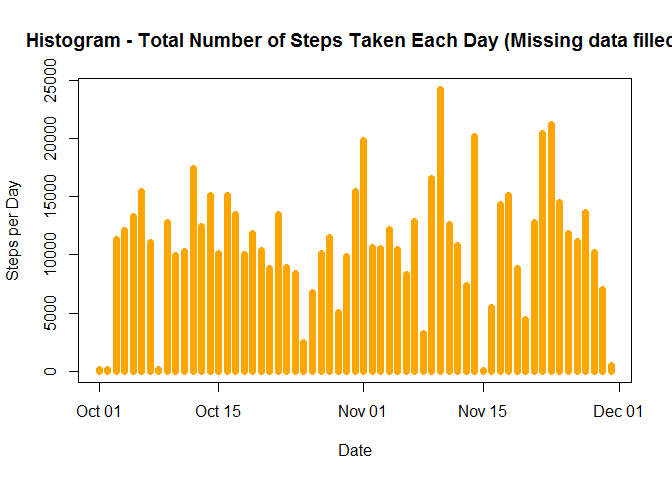 Histogram - Total Number of Steps Taken Each Day (Missing data filled
Steps per Day
25000
20000
15000
10000
5000
0
Oct 01 Oct 15 Nov 01 Nov 15 Dec 01
Date